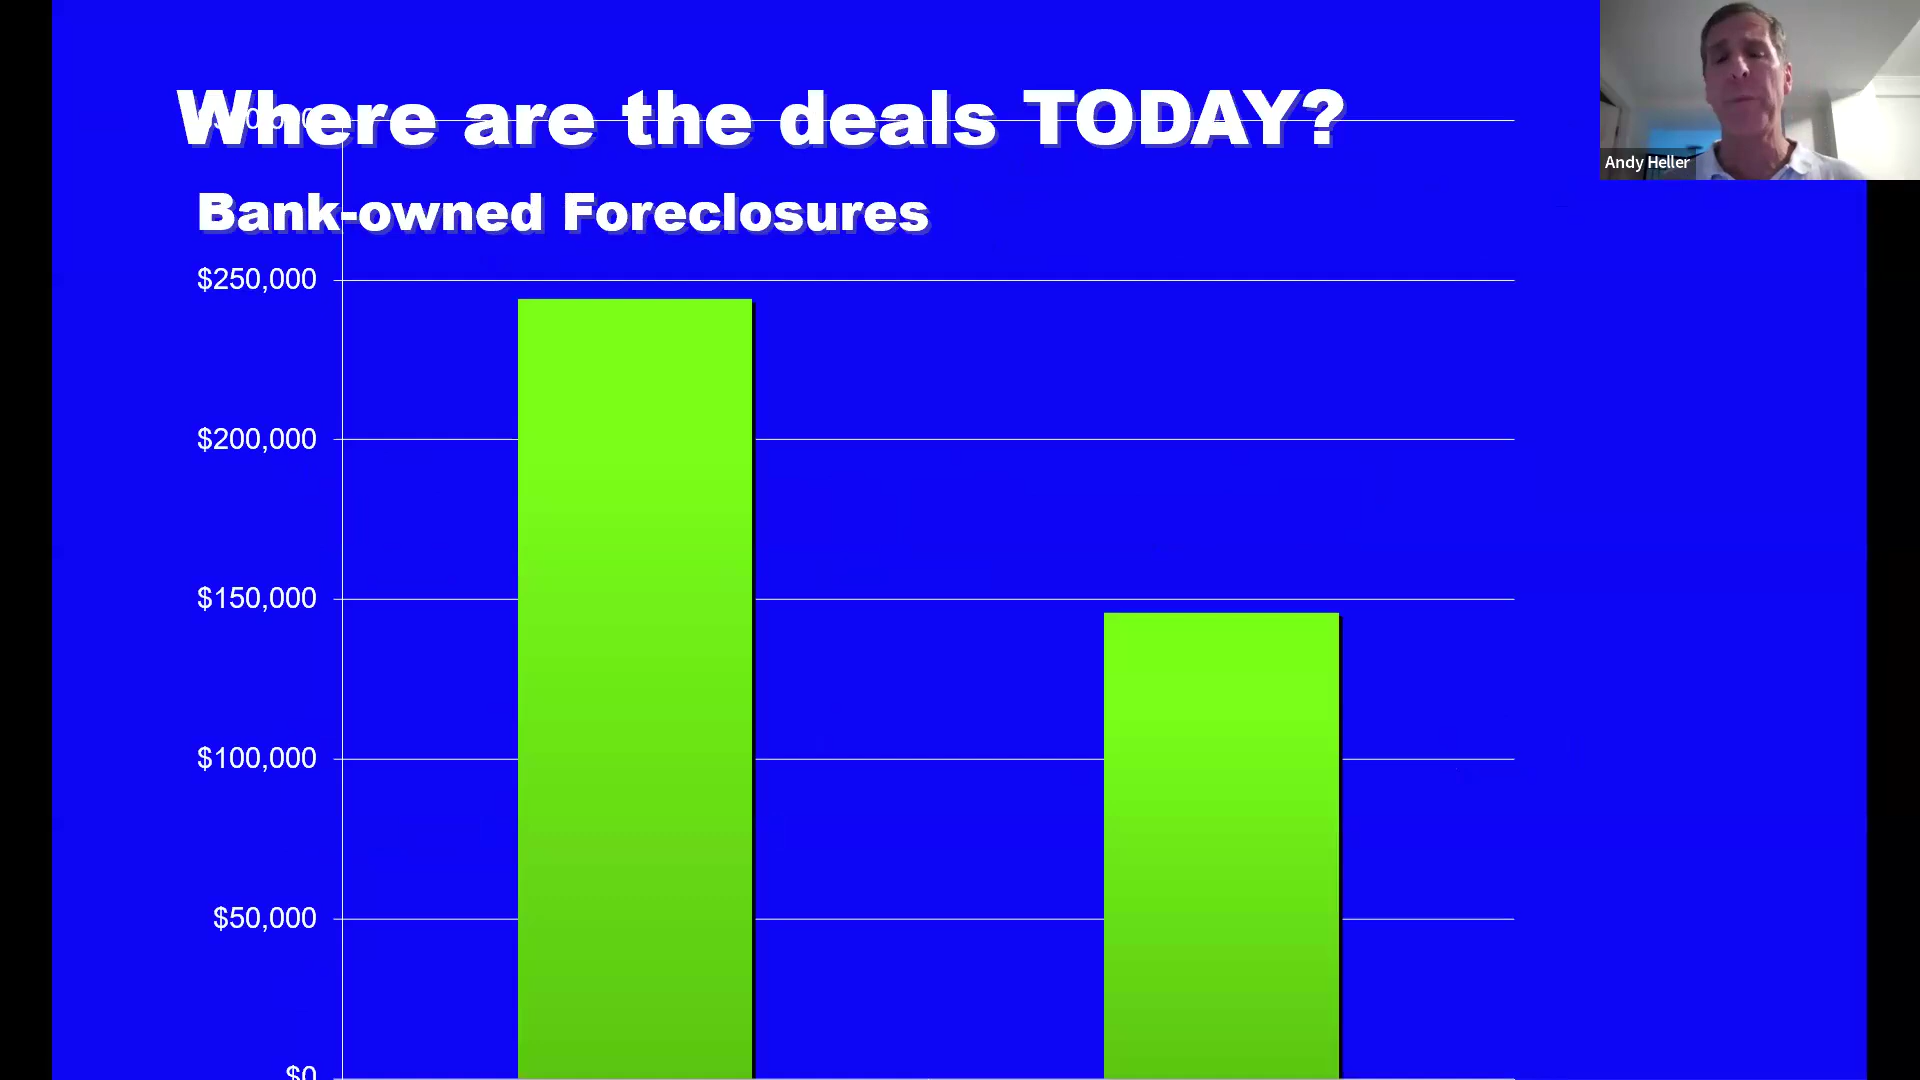 Where are the deals TODAY?
Bank-owned Foreclosures
$250,000
$200,000
$150,000
$100,000
$50,000
$0
Andy Heller